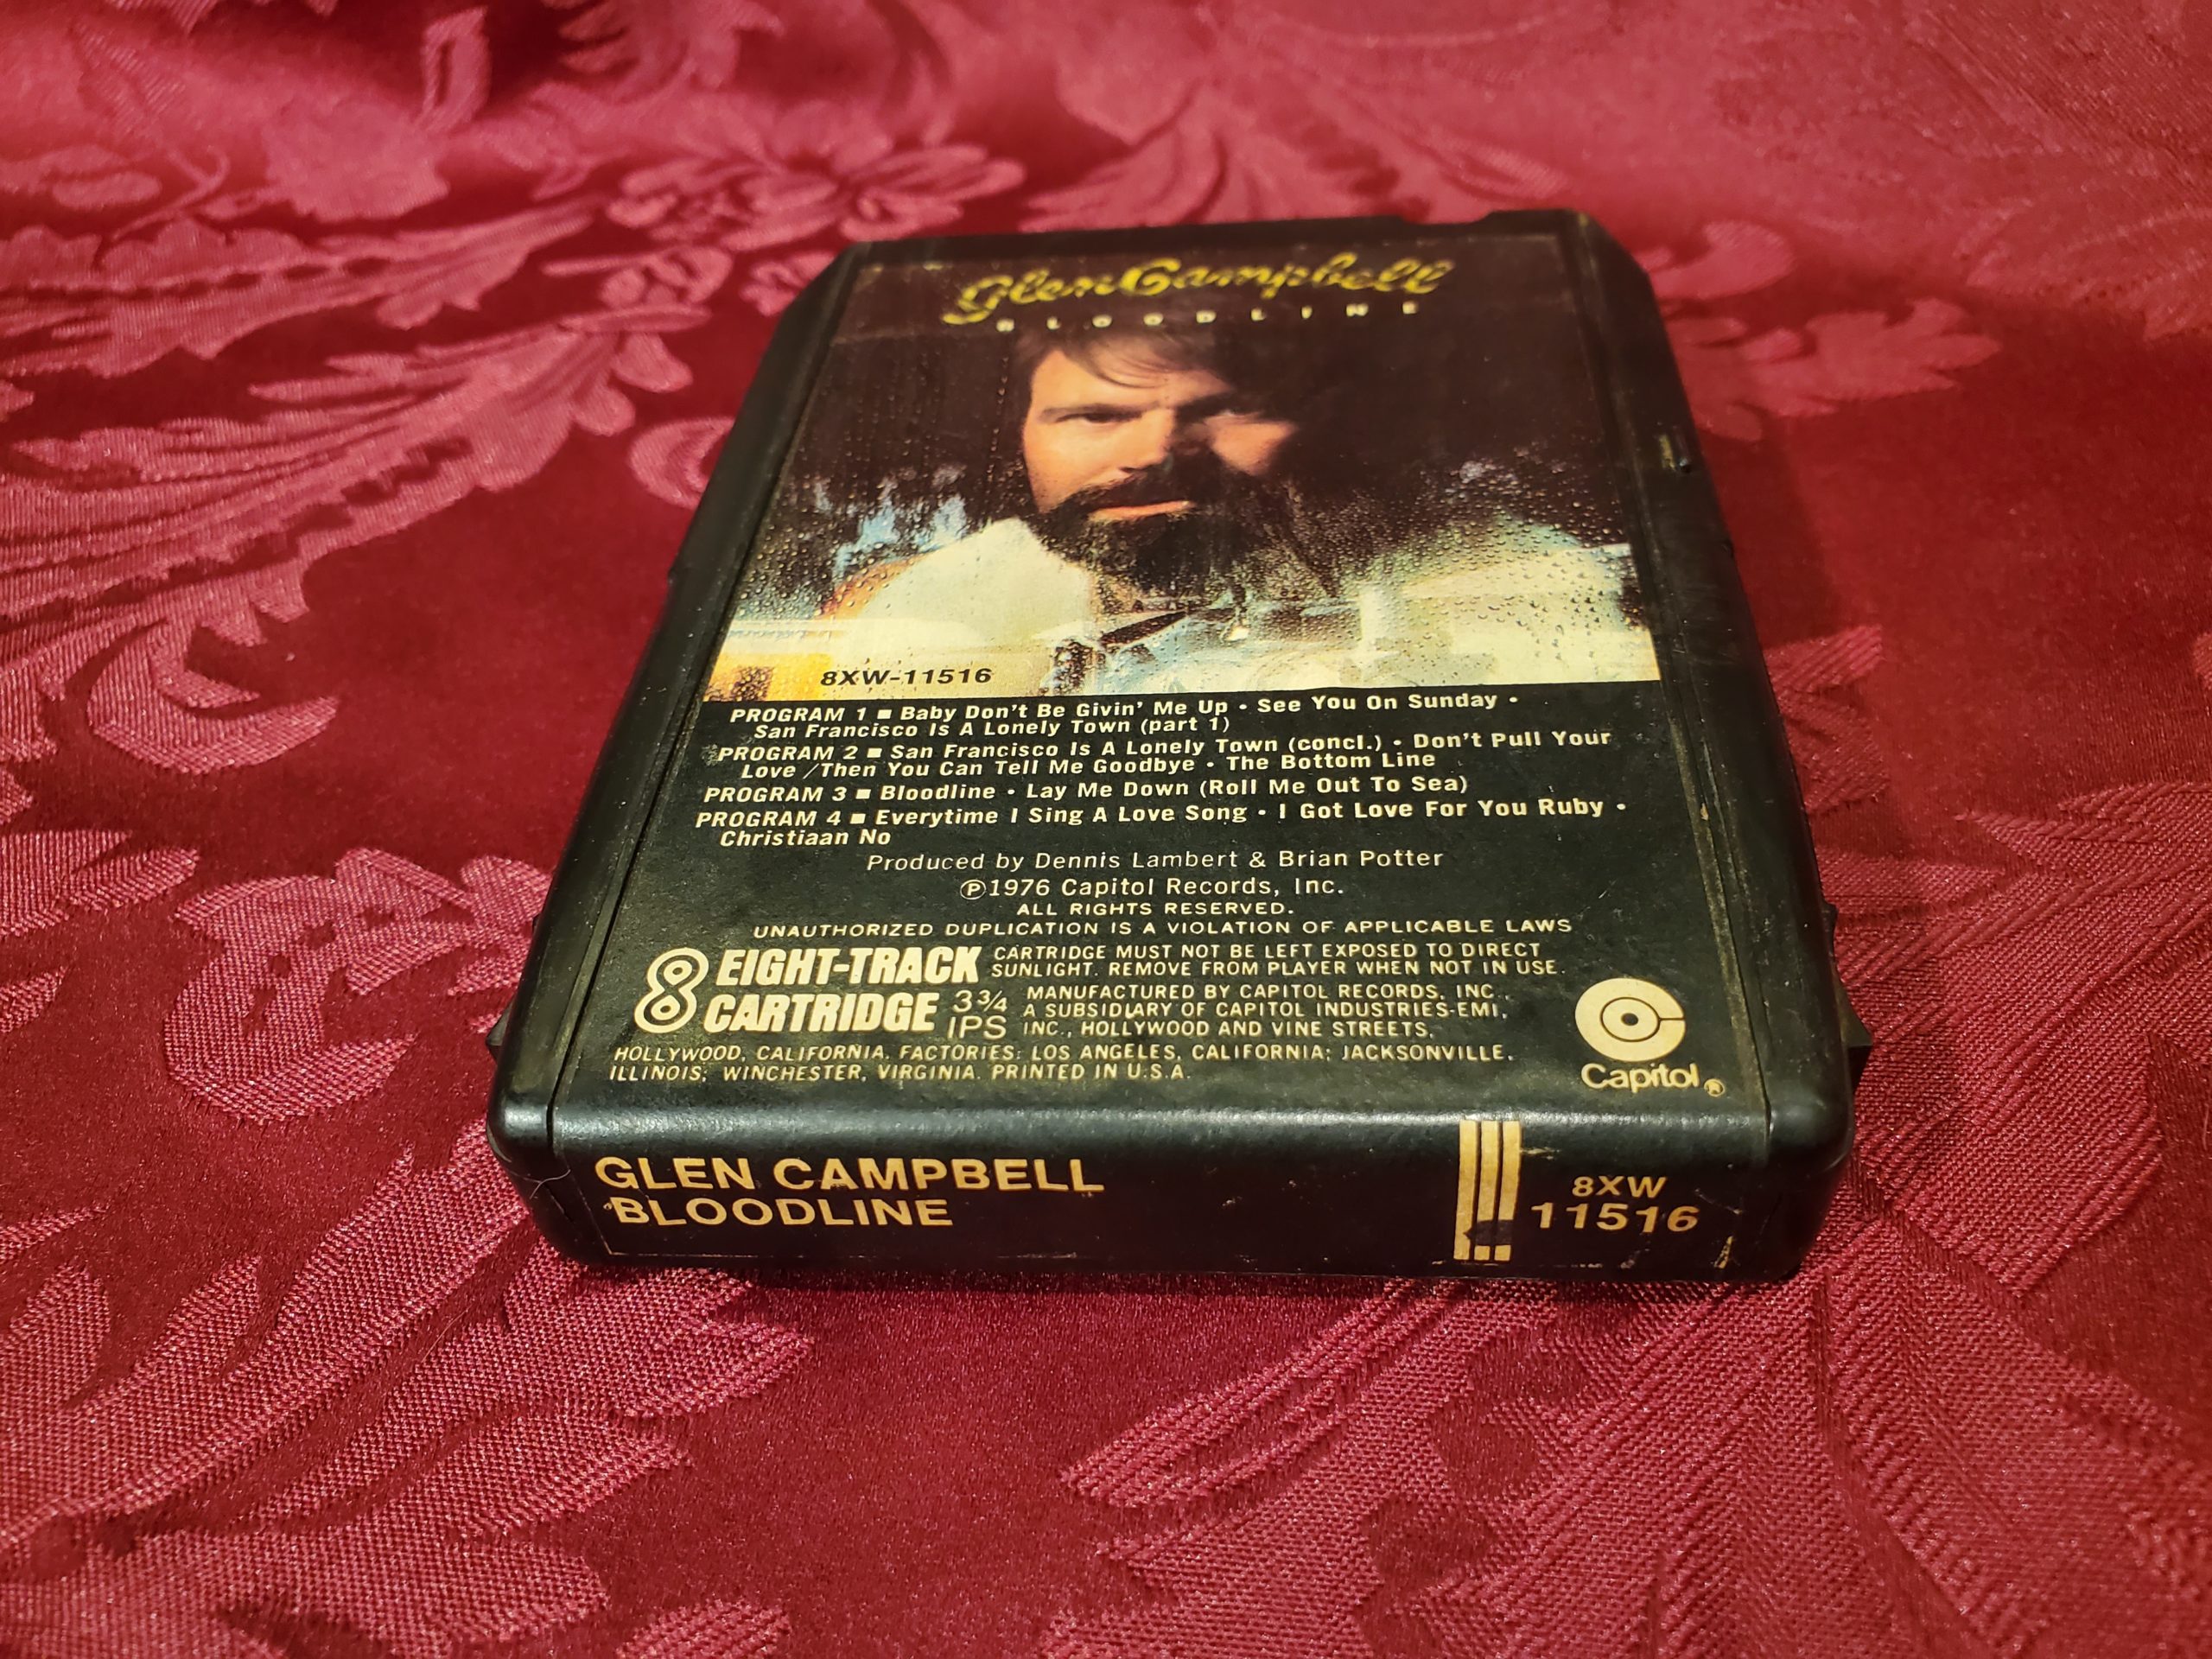 Glen Campbell
BLOODLINE
8XW-11516
PROGRAM 1 ■ Baby Don't Be Givin' Me Up • See You On Sunday •
San Francisco Is A Lonely Town (part 1)
PROGRAM 2 ■ San Francisco Is A Lonely Town (concl.) • Don't Pull Your
Love /Then You Can Tell Me Goodbye • The Bottom Line
PROGRAM 3 ■ Bloodline • Lay Me Down (Roll Me Out To Sea)
PROGRAM 4 ■ Everytime I Sing A Love Song • I Got Love For You Ruby •
Christiaan No
Produced by Dennis Lambert & Brian Potter
℗1976 Capitol Records, Inc.
ALL RIGHTS RESERVED.
UNAUTHORIZED DUPLICATION IS A VIOLATION OF APPLICABLE LAWS
8 EIGHT-TRACK CARTRIDGE MUST NOT BE LEFT EXPOSED TO DIRECT
SUNLIGHT. REMOVE FROM PLAYER WHEN NOT IN USE.
CARTRIDGE 3¾ IPS MANUFACTURED BY CAPITOL RECORDS, INC.,
A SUBSIDIARY OF CAPITOL INDUSTRIES-EMI,
INC., HOLLYWOOD AND VINE STREETS,
HOLLYWOOD, CALIFORNIA. FACTORIES: LOS ANGELES, CALIFORNIA; JACKSONVILLE,
ILLINOIS; WINCHESTER, VIRGINIA. PRINTED IN U.S.A.
Capitol®
GLEN CAMPBELL
BLOODLINE
8XW
11516